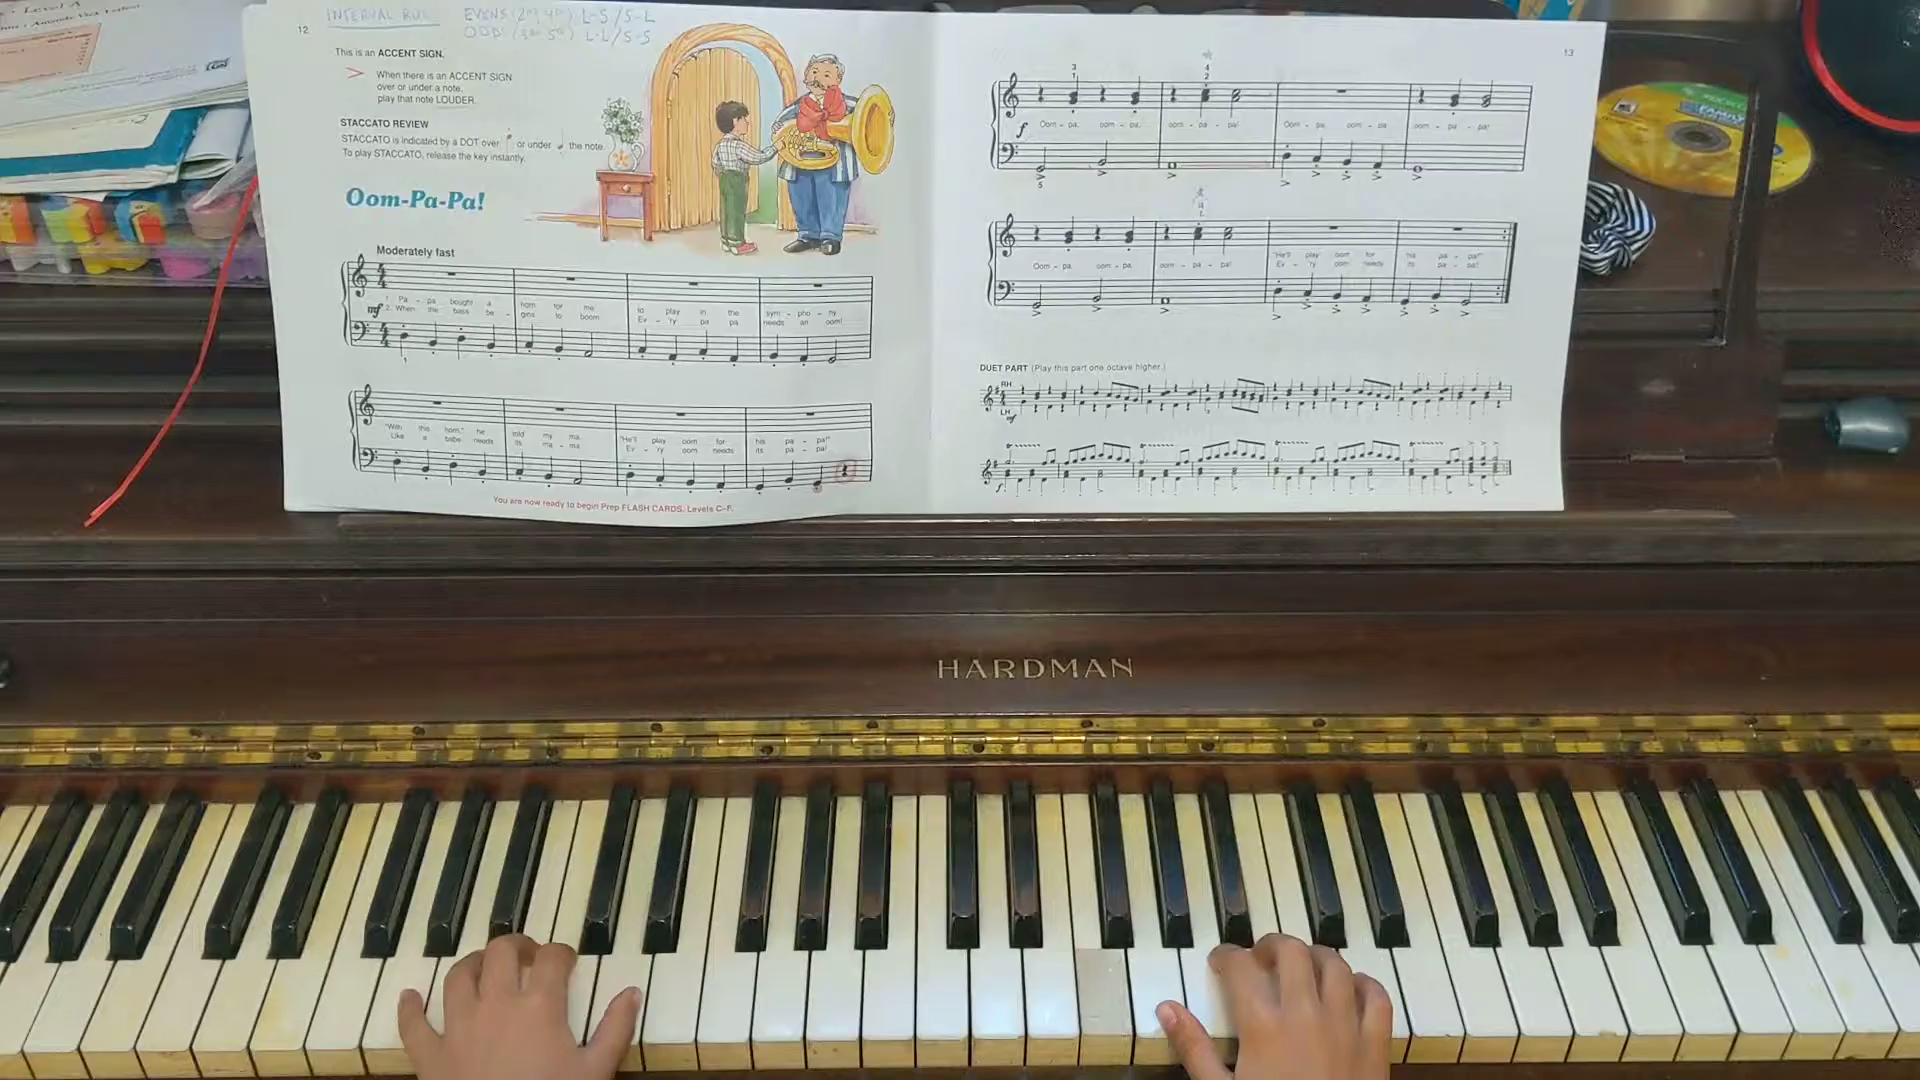 Level A
12
INTERVAL RUL
EVENS (2nd, 4th) L-S/S-L
ODD (3rd, 5th) L-L/S-S
This is an ACCENT SIGN.
When there is an ACCENT SIGN
over or under a note,
play that note LOUDER.
STACCATO REVIEW
STACCATO is indicated by a DOT over or under the note.
To play STACCATO, release the key instantly.
Oom-Pa-Pa!
Moderately fast
mf
1. Pa - pa bought a horn for me to play in the sym - pho - ny
2. When the bass be - gins to boom Ev - 'ry pa pa needs an oom!
"With this horn," he told my ma. "He'll play oom for his pa - pa!"
Like a babe needs its ma - ma Ev - 'ry oom needs its pa - pa!
You are now ready to begin Prep FLASH CARDS, Levels C-F.
13
f Oom - pa, oom - pa, oom - pa - pa! Oom - pa, oom - pa, oom - pa - pa!
Oom - pa, oom - pa, oom - pa - pa! "He'll play oom for his pa - pa!"
Ev - 'ry oom needs its pa - pa!
DUET PART (Play this part one octave higher.)
RH
LH
mf
f
HARDMAN